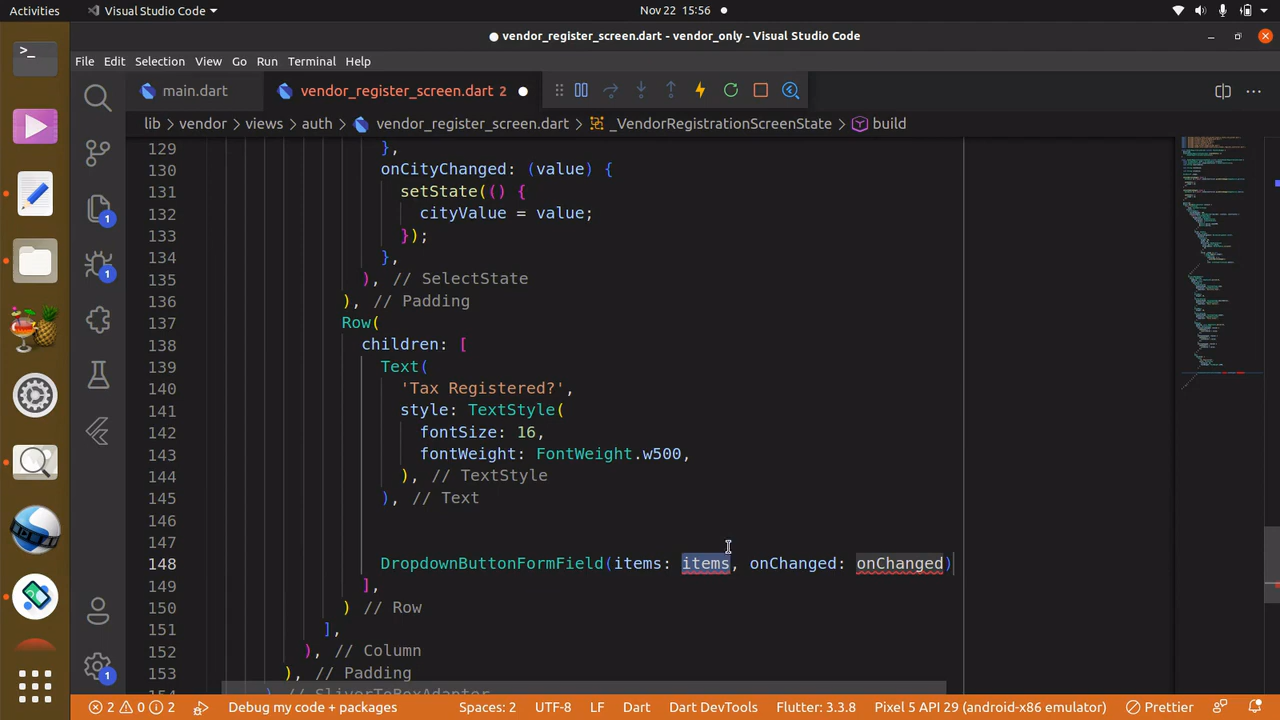 Activities
Visual Studio Code
Nov 22 15:56
vendor_register_screen.dart - vendor_only - Visual Studio Code
File Edit Selection View Go Run Terminal Help
main.dart
vendor_register_screen.dart 2
lib > vendor > views > auth > vendor_register_screen.dart > _VendorRegistrationScreenState > build
129 },
130 onCityChanged: (value) {
131 setState(() {
132 cityValue = value;
133 });
134 },
135 ), // SelectState
136 ), // Padding
137 Row(
138 children: [
139 Text(
140 'Tax Registered?',
141 style: TextStyle(
142 fontSize: 16,
143 fontWeight: FontWeight.w500,
144 ), // TextStyle
145 ), // Text
146
147
148 DropdownButtonFormField(items: items, onChanged: onChanged)
149 ],
150 ) // Row
151 ],
152 ), // Column
153 ), // Padding
154 ) // SliverToBoxAdapter
1
1
1
2 0 2
Debug my code + packages
Spaces: 2
UTF-8
LF
Dart
Dart DevTools
Flutter: 3.3.8
Pixel 5 API 29 (android-x86 emulator)
Prettier